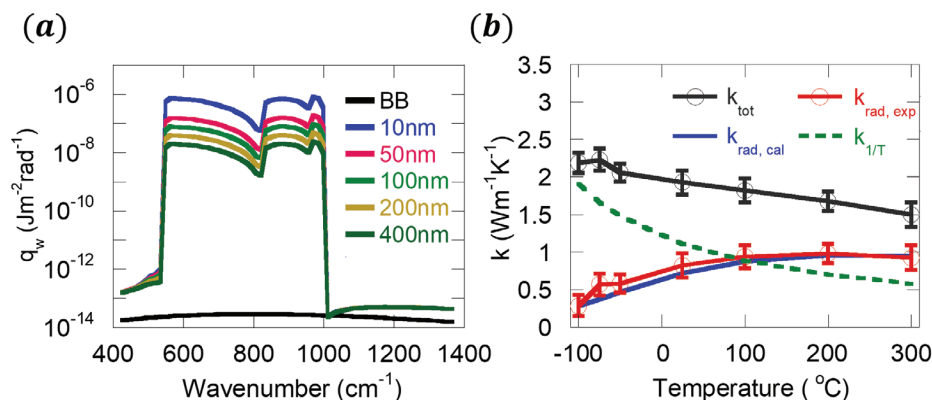 (a)
10⁻⁶
10⁻⁸
10⁻¹⁰
10⁻¹²
10⁻¹⁴
q_w (Jm⁻²rad⁻¹)
BB
10nm
50nm
100nm
200nm
400nm
400 600 800 1000 1200 1400
Wavenumber (cm⁻¹)
(b)
3.5
3
2.5
2
1.5
1
0.5
0
k (Wm⁻¹K⁻¹)
k_tot k_rad, exp
k_rad, cal k_1/T
-100 0 100 200 300
Temperature ( °C)